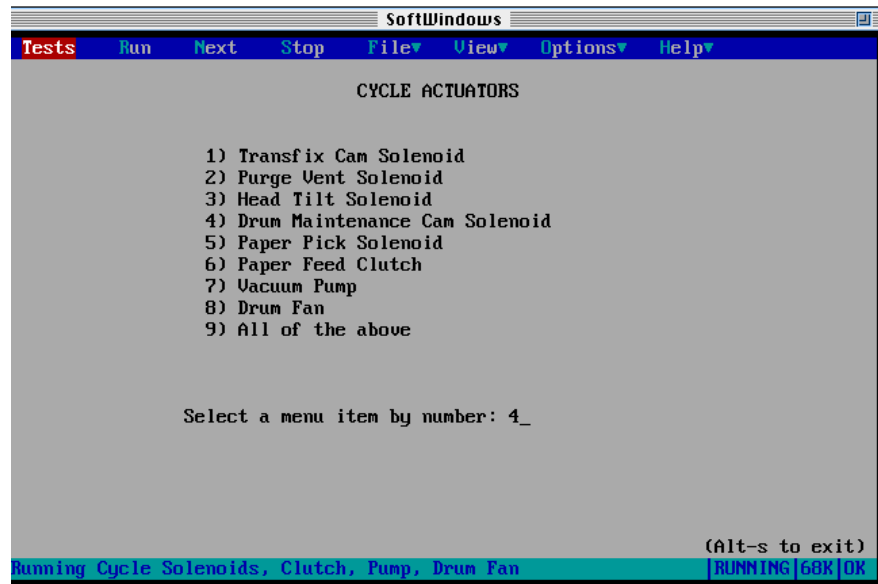 SoftWindows
Tests Run Next Stop File▼ View▼ Options▼ Help▼
CYCLE ACTUATORS
1) Transfix Cam Solenoid
2) Purge Vent Solenoid
3) Head Tilt Solenoid
4) Drum Maintenance Cam Solenoid
5) Paper Pick Solenoid
6) Paper Feed Clutch
7) Vacuum Pump
8) Drum Fan
9) All of the above
Select a menu item by number: 4_
(Alt-s to exit)
Running Cycle Solenoids, Clutch, Pump, Drum Fan |RUNNING|68K|OK